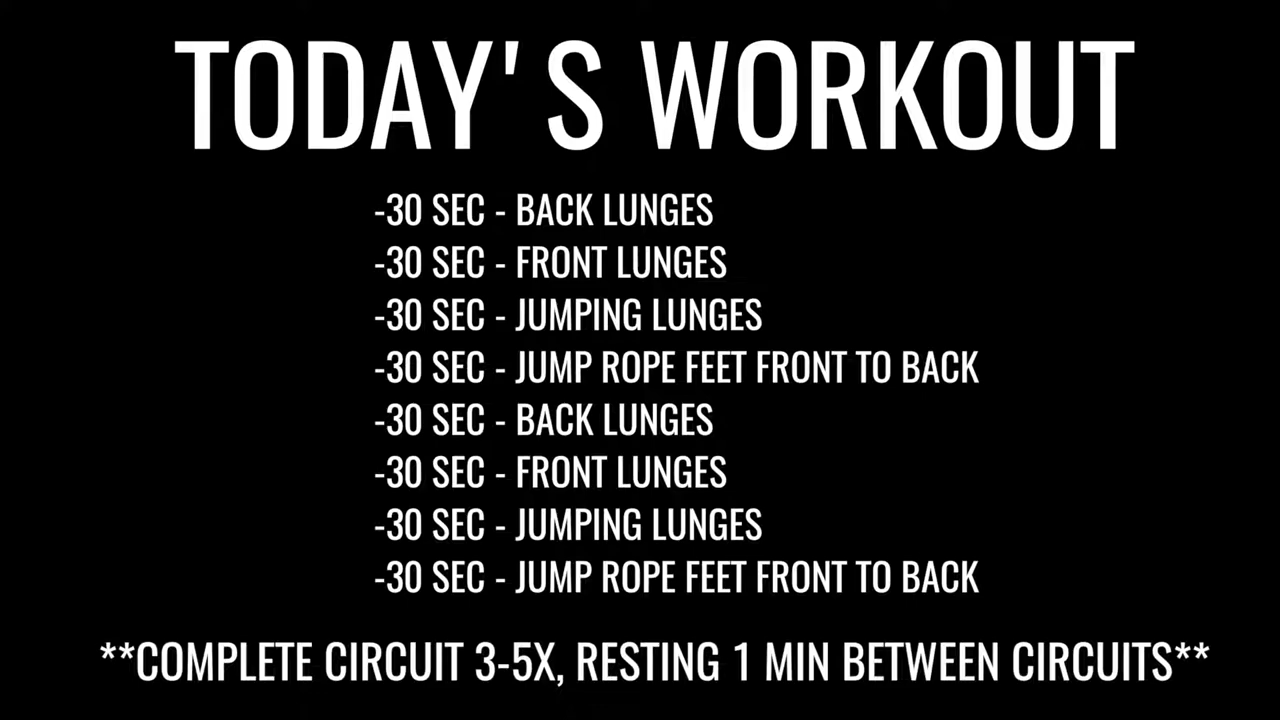 TODAY'S WORKOUT
-30 SEC - BACK LUNGES
-30 SEC - FRONT LUNGES
-30 SEC - JUMPING LUNGES
-30 SEC - JUMP ROPE FEET FRONT TO BACK
-30 SEC - BACK LUNGES
-30 SEC - FRONT LUNGES
-30 SEC - JUMPING LUNGES
-30 SEC - JUMP ROPE FEET FRONT TO BACK
**COMPLETE CIRCUIT 3-5X, RESTING 1 MIN BETWEEN CIRCUITS**